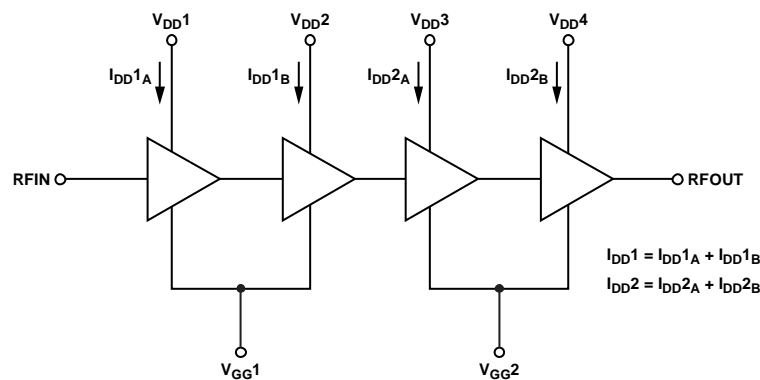 VDD1 VDD2 VDD3 VDD4
IDD1A IDD1B IDD2A IDD2B
RFIN RFOUT
IDD1 = IDD1A + IDD1B
IDD2 = IDD2A + IDD2B
VGG1 VGG2